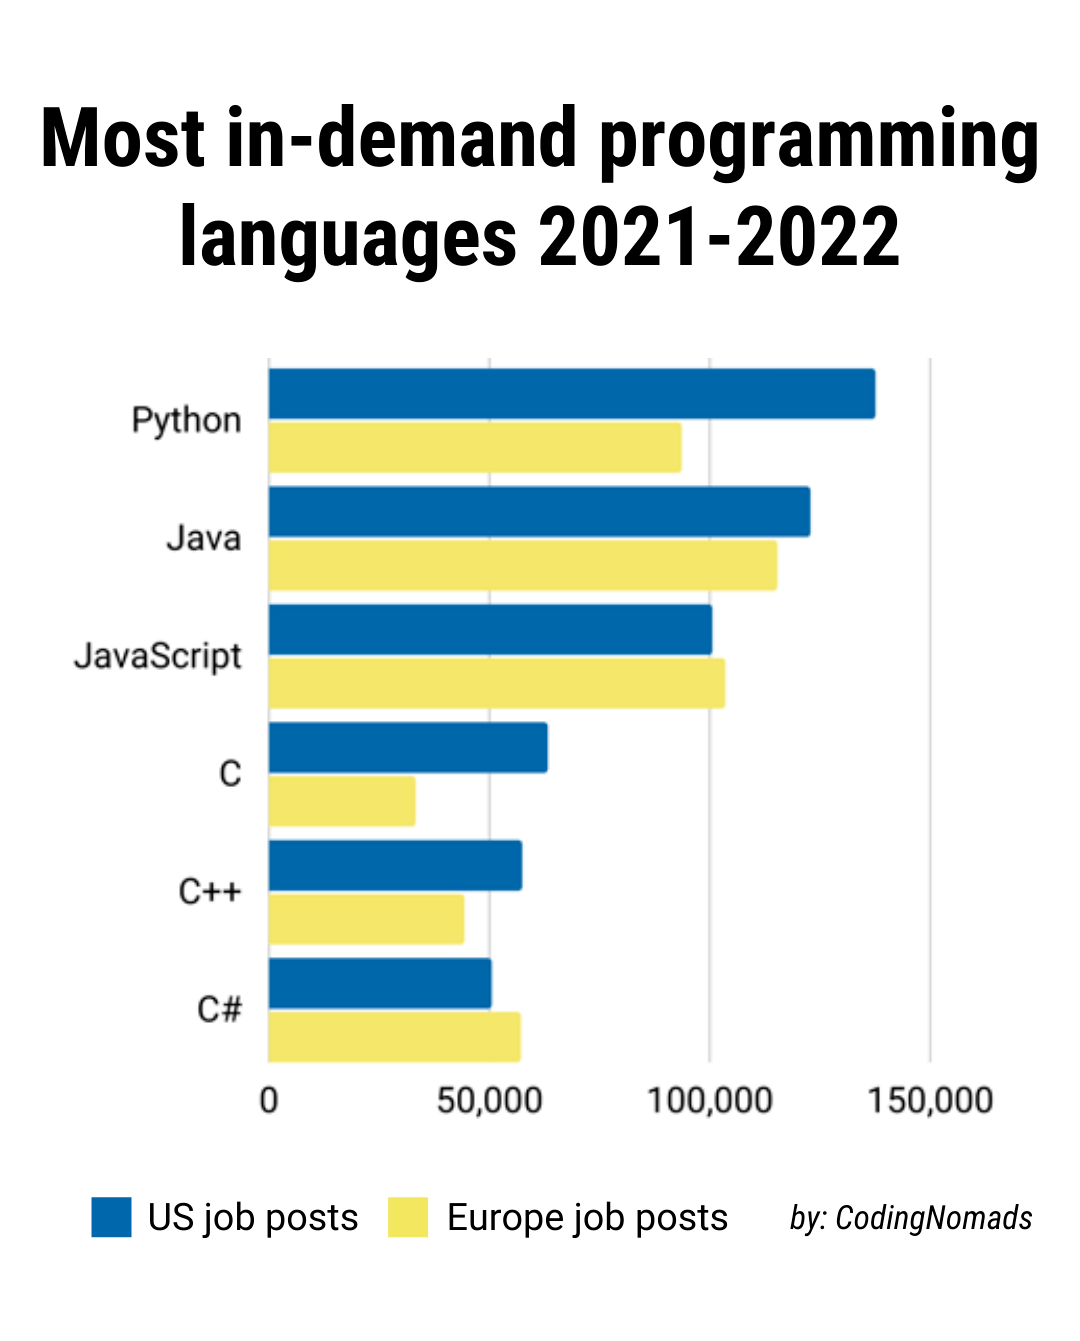 Most in-demand programming
languages 2021-2022
Python
Java
JavaScript
C
C++
C#
0 50,000 100,000 150,000
US job posts Europe job posts by: CodingNomads